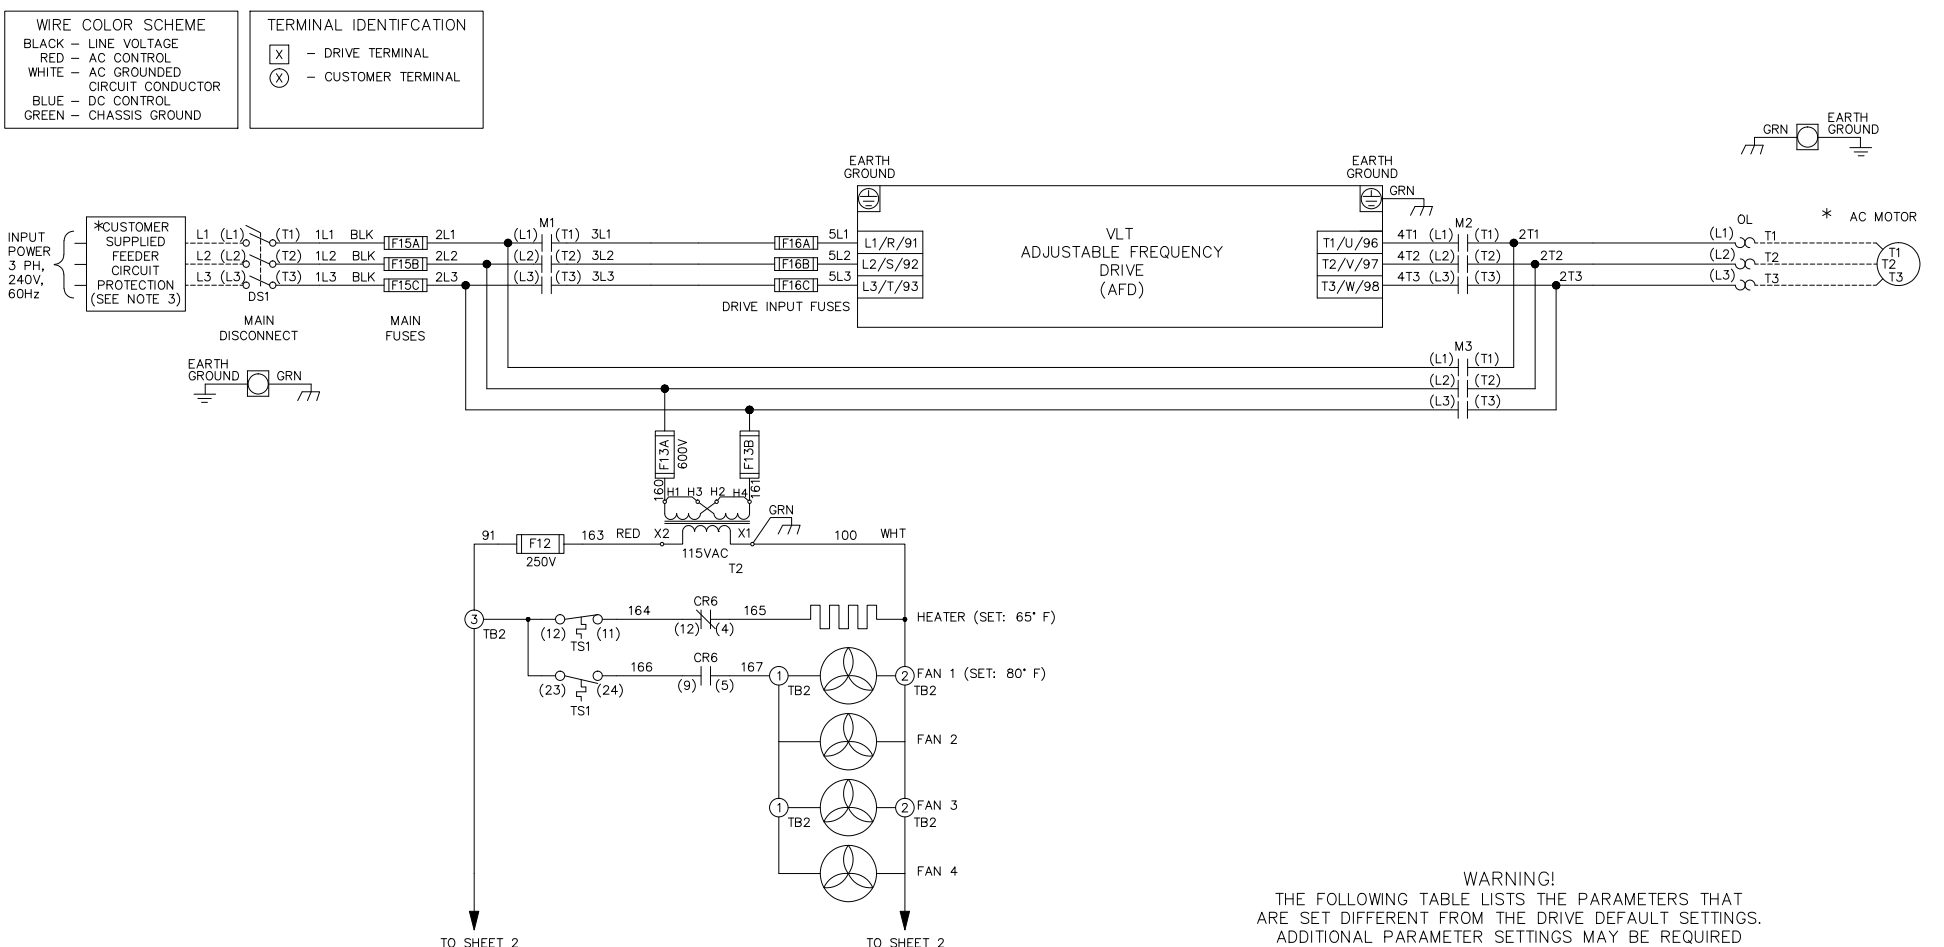 WIRE COLOR SCHEME
BLACK – LINE VOLTAGE
RED – AC CONTROL
WHITE – AC GROUNDED
CIRCUIT CONDUCTOR
BLUE – DC CONTROL
GREEN – CHASSIS GROUND
TERMINAL IDENTIFCATION
X – DRIVE TERMINAL
X – CUSTOMER TERMINAL
GRN
EARTH
GROUND
EARTH
GROUND
EARTH
GROUND
GRN
INPUT
POWER
3 PH,
240V,
60Hz
*CUSTOMER
SUPPLIED
FEEDER
CIRCUIT
PROTECTION
(SEE NOTE 3)
L1 (L1) (T1) 1L1 BLK F15A 2L1 (L1) M1 (T1) 3L1 F16A 5L1 L1/R/91
L2 (L2) (T2) 1L2 BLK F15B 2L2 (L2) (T2) 3L2 F16B 5L2 L2/S/92
L3 (L3) (T3) 1L3 BLK F15C 2L3 (L3) (T3) 3L3 F16C 5L3 L3/T/93
DS1
MAIN
DISCONNECT
MAIN
FUSES
DRIVE INPUT FUSES
VLT
ADJUSTABLE FREQUENCY
DRIVE
(AFD)
T1/U/96 4T1 (L1) M2 (T1) 2T1 (L1) OL T1
T2/V/97 4T2 (L2) (T2) 2T2 (L2) T2
T3/W/98 4T3 (L3) (T3) 2T3 (L3) T3
* AC MOTOR
T1
T2
T3
EARTH
GROUND
GRN
M3
(L1) (T1)
(L2) (T2)
(L3) (T3)
F13A
600V
F13B
160
H1 H3 H2 H4
161
GRN
91 F12 163 RED X2 X1 100 WHT
250V
115VAC
T2
3
TB2
(12) (11)
TS1
164
CR6
(12) (4)
165
HEATER (SET: 65° F)
(23) (24)
TS1
166
CR6
(9) (5)
167
1
TB2
2
TB2
FAN 1 (SET: 80° F)
FAN 2
1
TB2
2
TB2
FAN 3
FAN 4
TO SHEET 2
TO SHEET 2
WARNING!
THE FOLLOWING TABLE LISTS THE PARAMETERS THAT
ARE SET DIFFERENT FROM THE DRIVE DEFAULT SETTINGS.
ADDITIONAL PARAMETER SETTINGS MAY BE REQUIRED